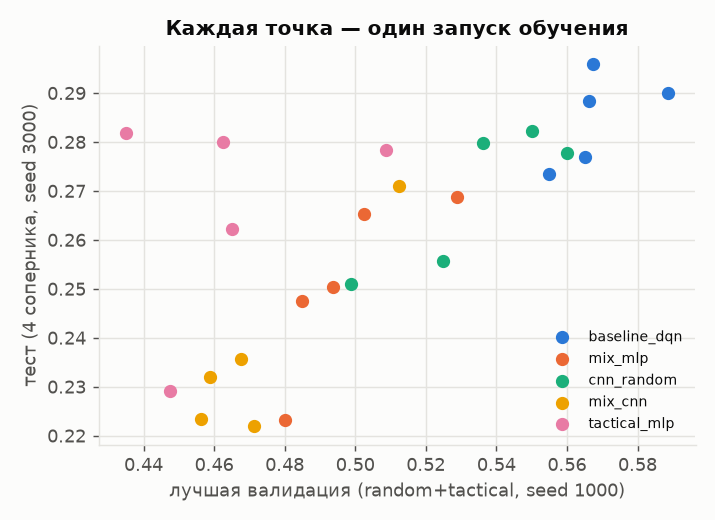 Каждая точка — один запуск обучения
тест (4 соперника, seed 3000)
0.29
0.28
0.27
0.26
0.25
0.24
0.23
0.22
baseline_dqn
mix_mlp
cnn_random
mix_cnn
tactical_mlp
0.44 0.46 0.48 0.50 0.52 0.54 0.56 0.58
лучшая валидация (random+tactical, seed 1000)